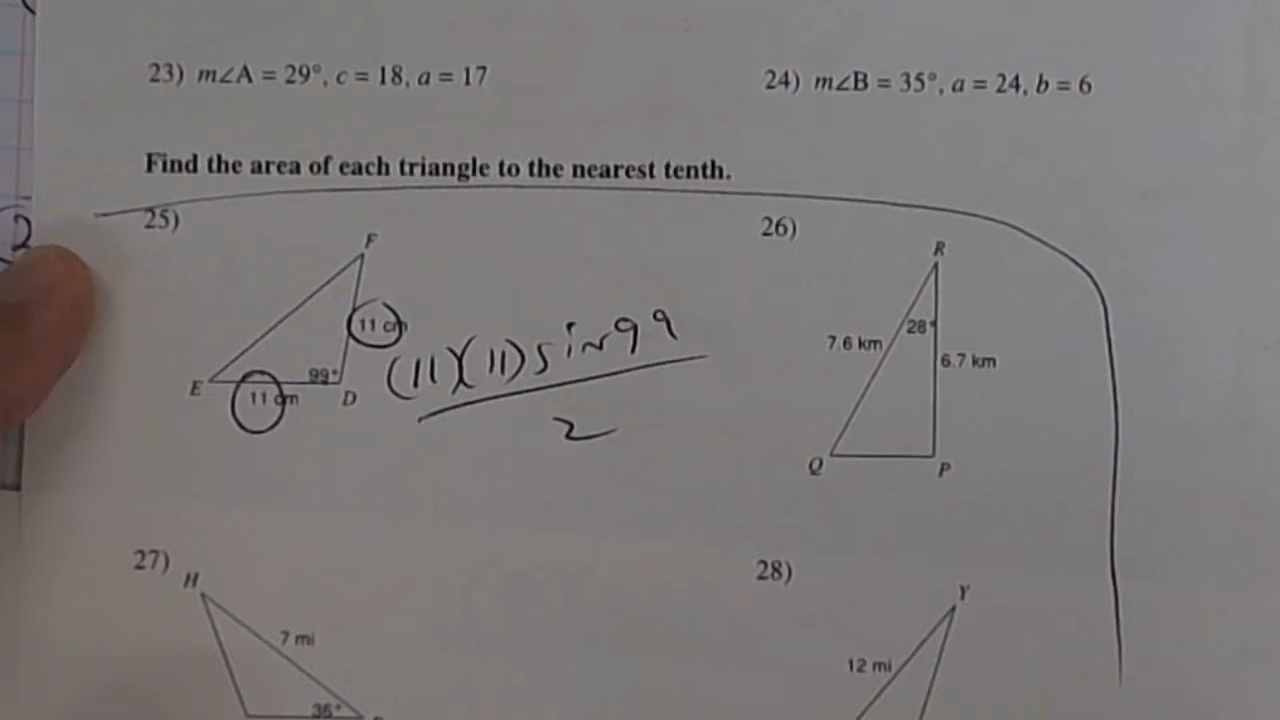 23) m∠A = 29°, c = 18, a = 17
24) m∠B = 35°, a = 24, b = 6
Find the area of each triangle to the nearest tenth.
2
25)
F
11 cm
99°
E
11 cm
D
(11)(11)sin99
2
26)
R
28°
7.6 km
6.7 km
Q
P
27)
H
7 mi
36°
28)
Y
12 mi